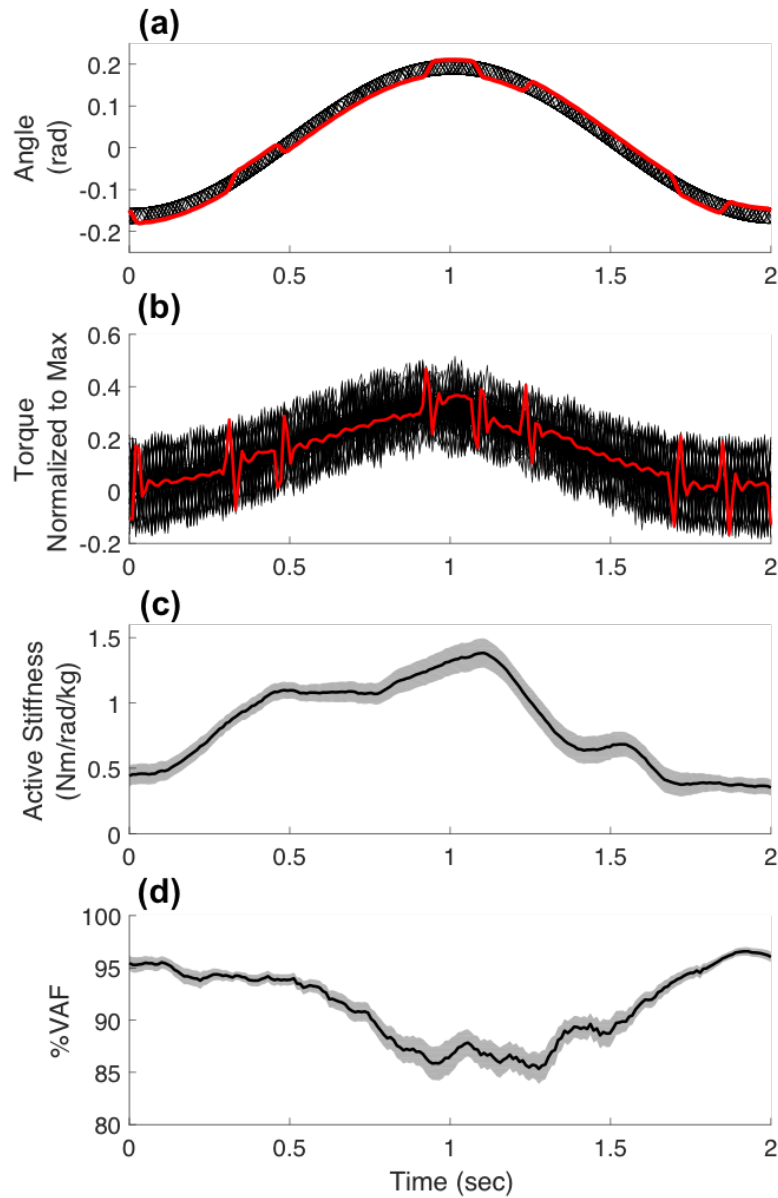 (a)
0.2
0.1
0
-0.1
-0.2
Angle
(rad)
0 0.5 1 1.5 2
(b)
0.6
0.4
0.2
0
-0.2
Torque
Normalized to Max
0 0.5 1 1.5 2
(c)
1.5
1
0.5
0
Active Stiffness
(Nm/rad/kg)
0 0.5 1 1.5 2
(d)
100
95
90
85
80
%VAF
0 0.5 1 1.5 2
Time (sec)